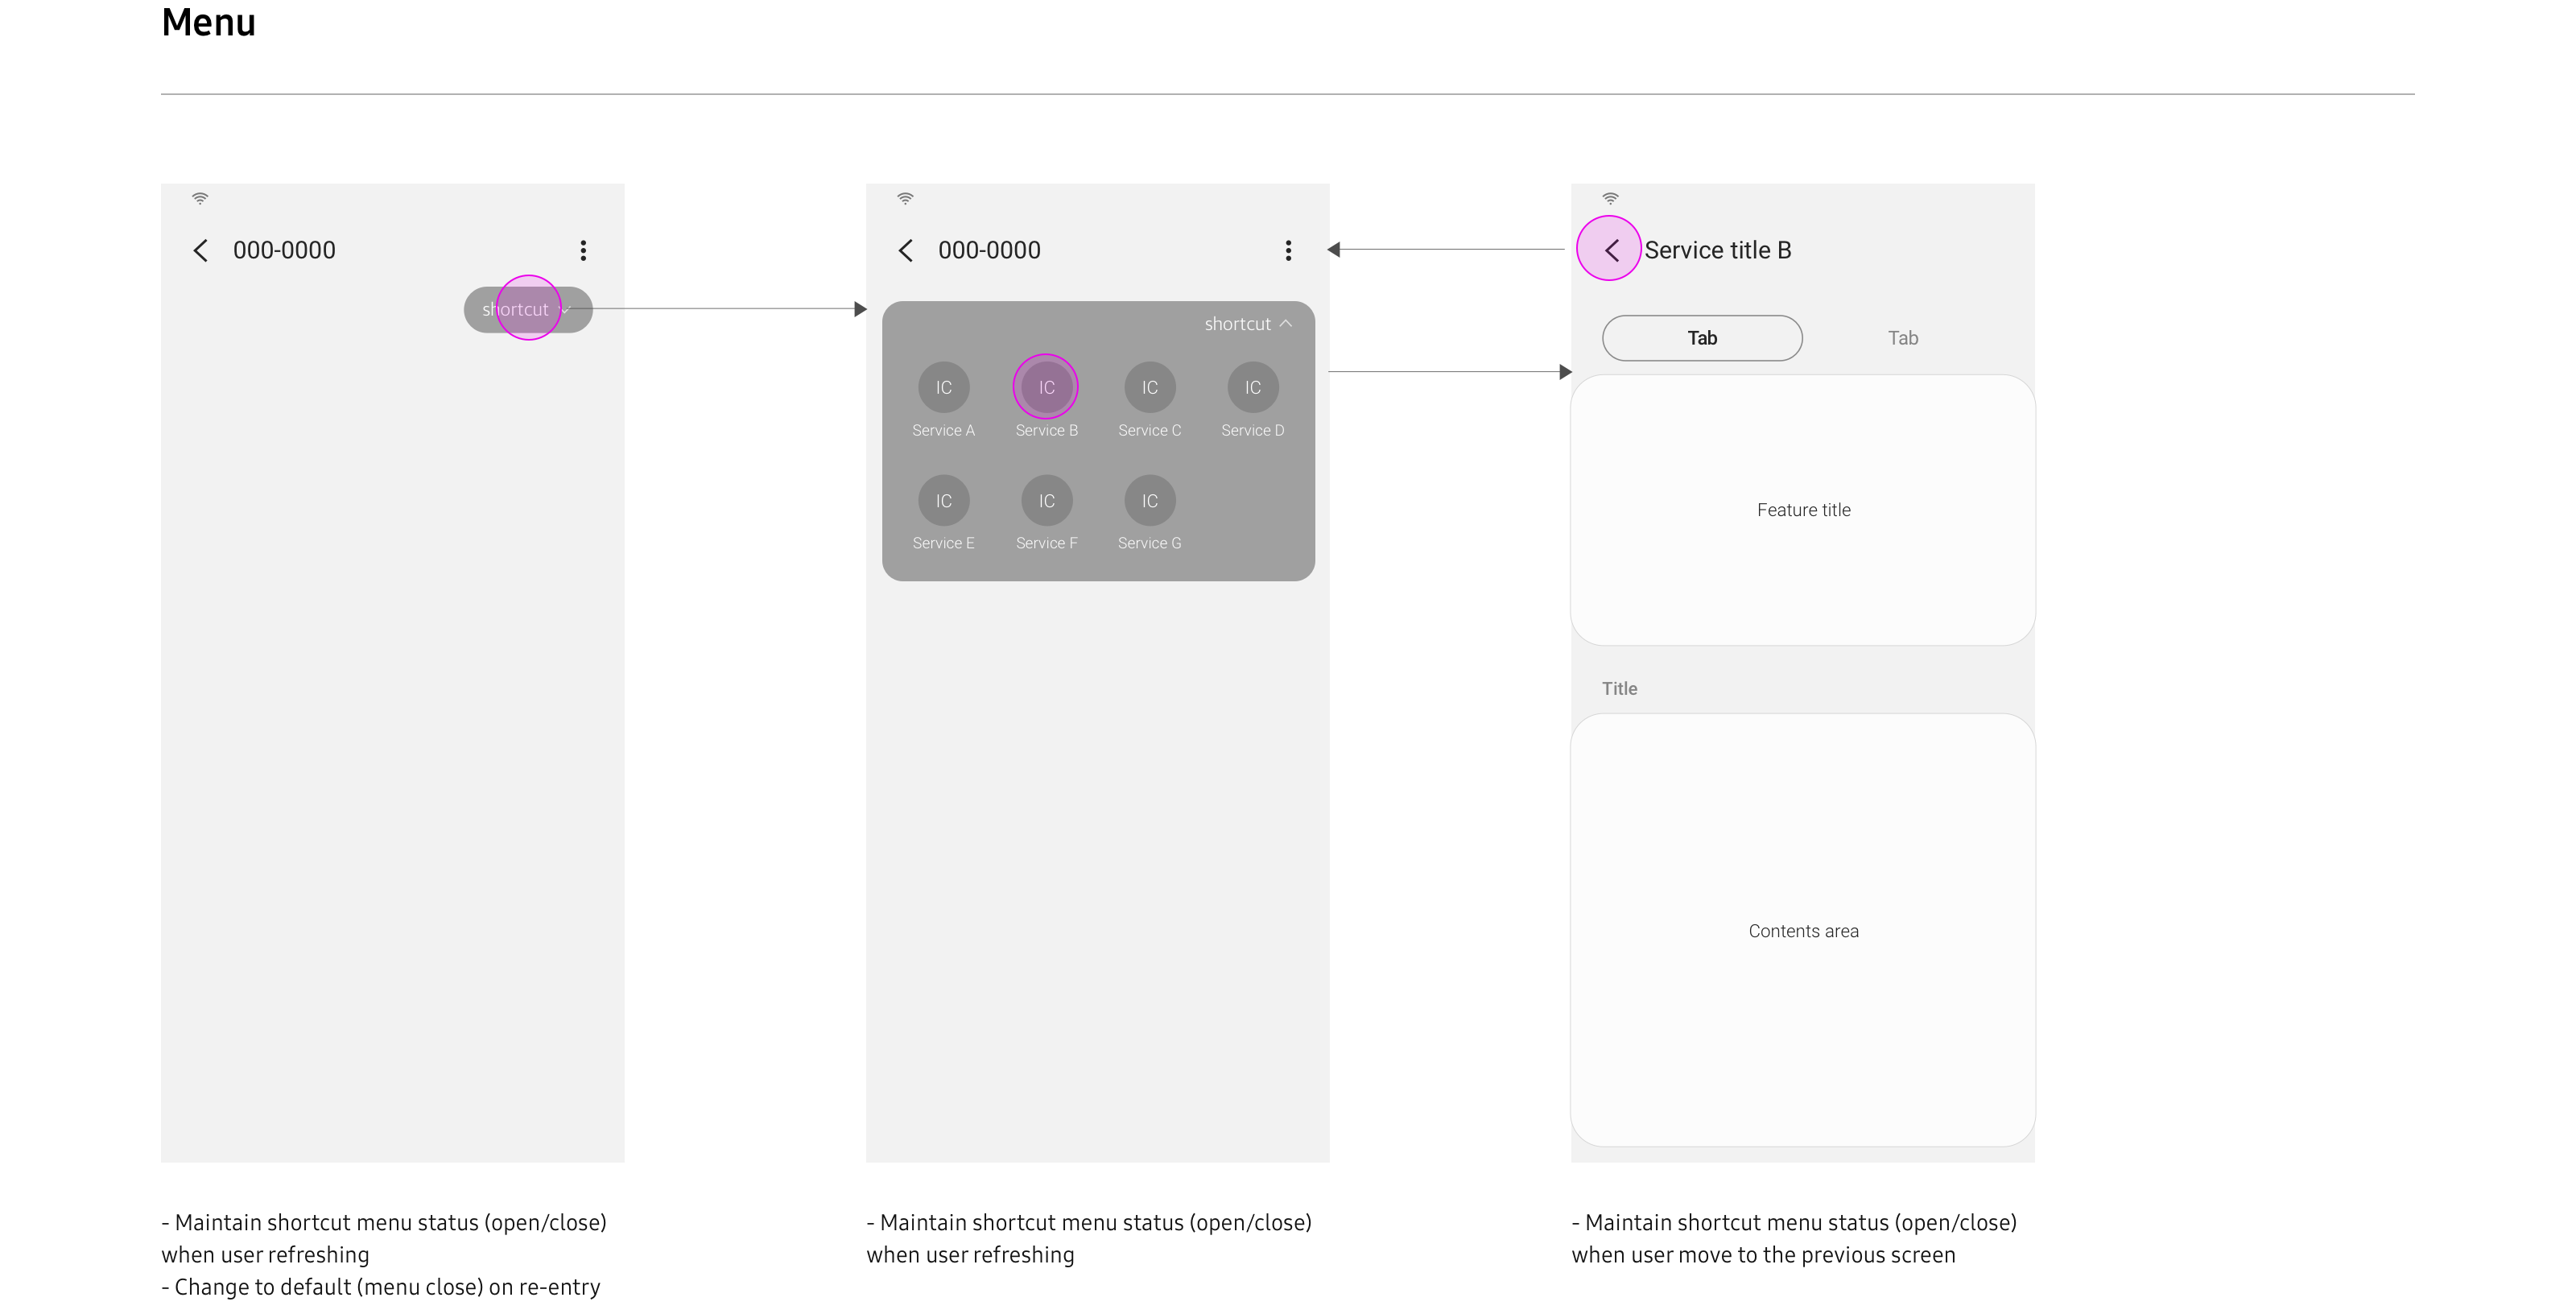 Menu
000-0000
shortcut
000-0000
shortcut
IC IC IC IC
Service A Service B Service C Service D
IC IC IC
Service E Service F Service G
Service title B
Tab Tab
Feature title
Title
Contents area
- Maintain shortcut menu status (open/close)
when user refreshing
- Change to default (menu close) on re-entry
- Maintain shortcut menu status (open/close)
when user refreshing
- Maintain shortcut menu status (open/close)
when user move to the previous screen